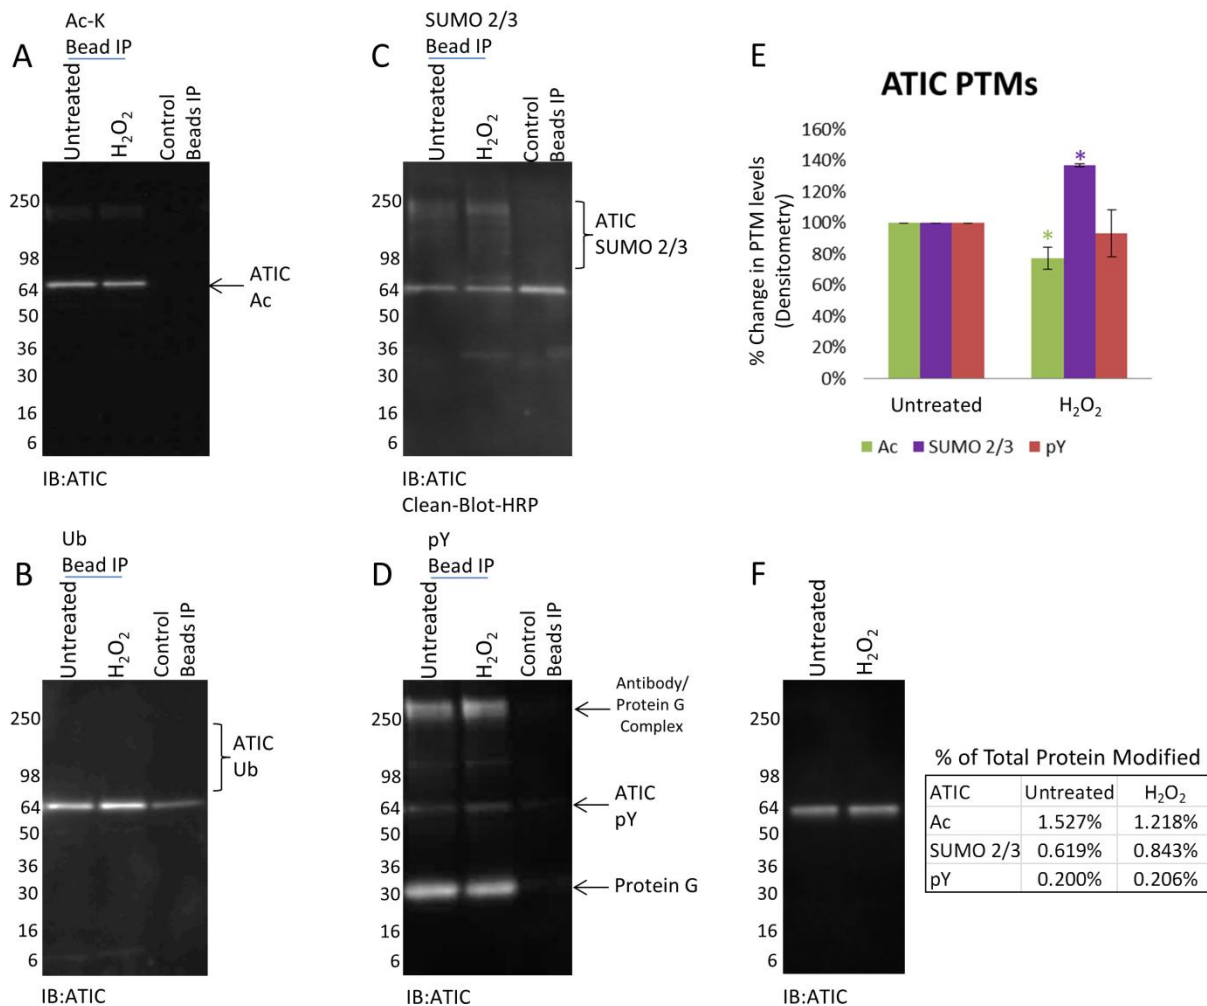 A
Ac-K
Bead IP
Untreated
H₂O₂
Control
Beads IP
250
98
64
50
36
30
16
6
ATIC
Ac
IB:ATIC
C
SUMO 2/3
Bead IP
Untreated
H₂O₂
Control
Beads IP
250
98
64
50
36
30
16
6
ATIC
SUMO 2/3
IB:ATIC
Clean-Blot-HRP
E
ATIC PTMs
% Change in PTM levels
(Densitometry)
160%
140%
120%
100%
80%
60%
40%
20%
0%
*
*
Untreated
H₂O₂
Ac
SUMO 2/3
pY
B
Ub
Bead IP
Untreated
H₂O₂
Control
Beads IP
250
98
64
50
36
30
16
6
ATIC
Ub
IB:ATIC
D
pY
Bead IP
Untreated
H₂O₂
Control
Beads IP
250
98
64
50
36
30
16
6
Antibody/
Protein G
Complex
ATIC
pY
Protein G
IB:ATIC
F
Untreated
H₂O₂
250
98
64
50
36
30
16
6
IB:ATIC
% of Total Protein Modified
ATIC Untreated H₂O₂
Ac 1.527% 1.218%
SUMO 2/3 0.619% 0.843%
pY 0.200% 0.206%